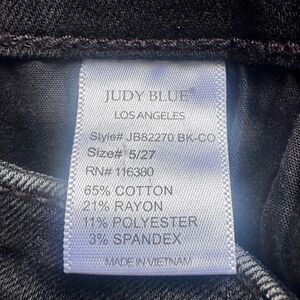 JUDY BLUE®
LOS ANGELES
Style# JB82270 BK-CO
Size# 5/27
RN# 116380
65% COTTON
21% RAYON
11% POLYESTER
3% SPANDEX
MADE IN VIETNAM